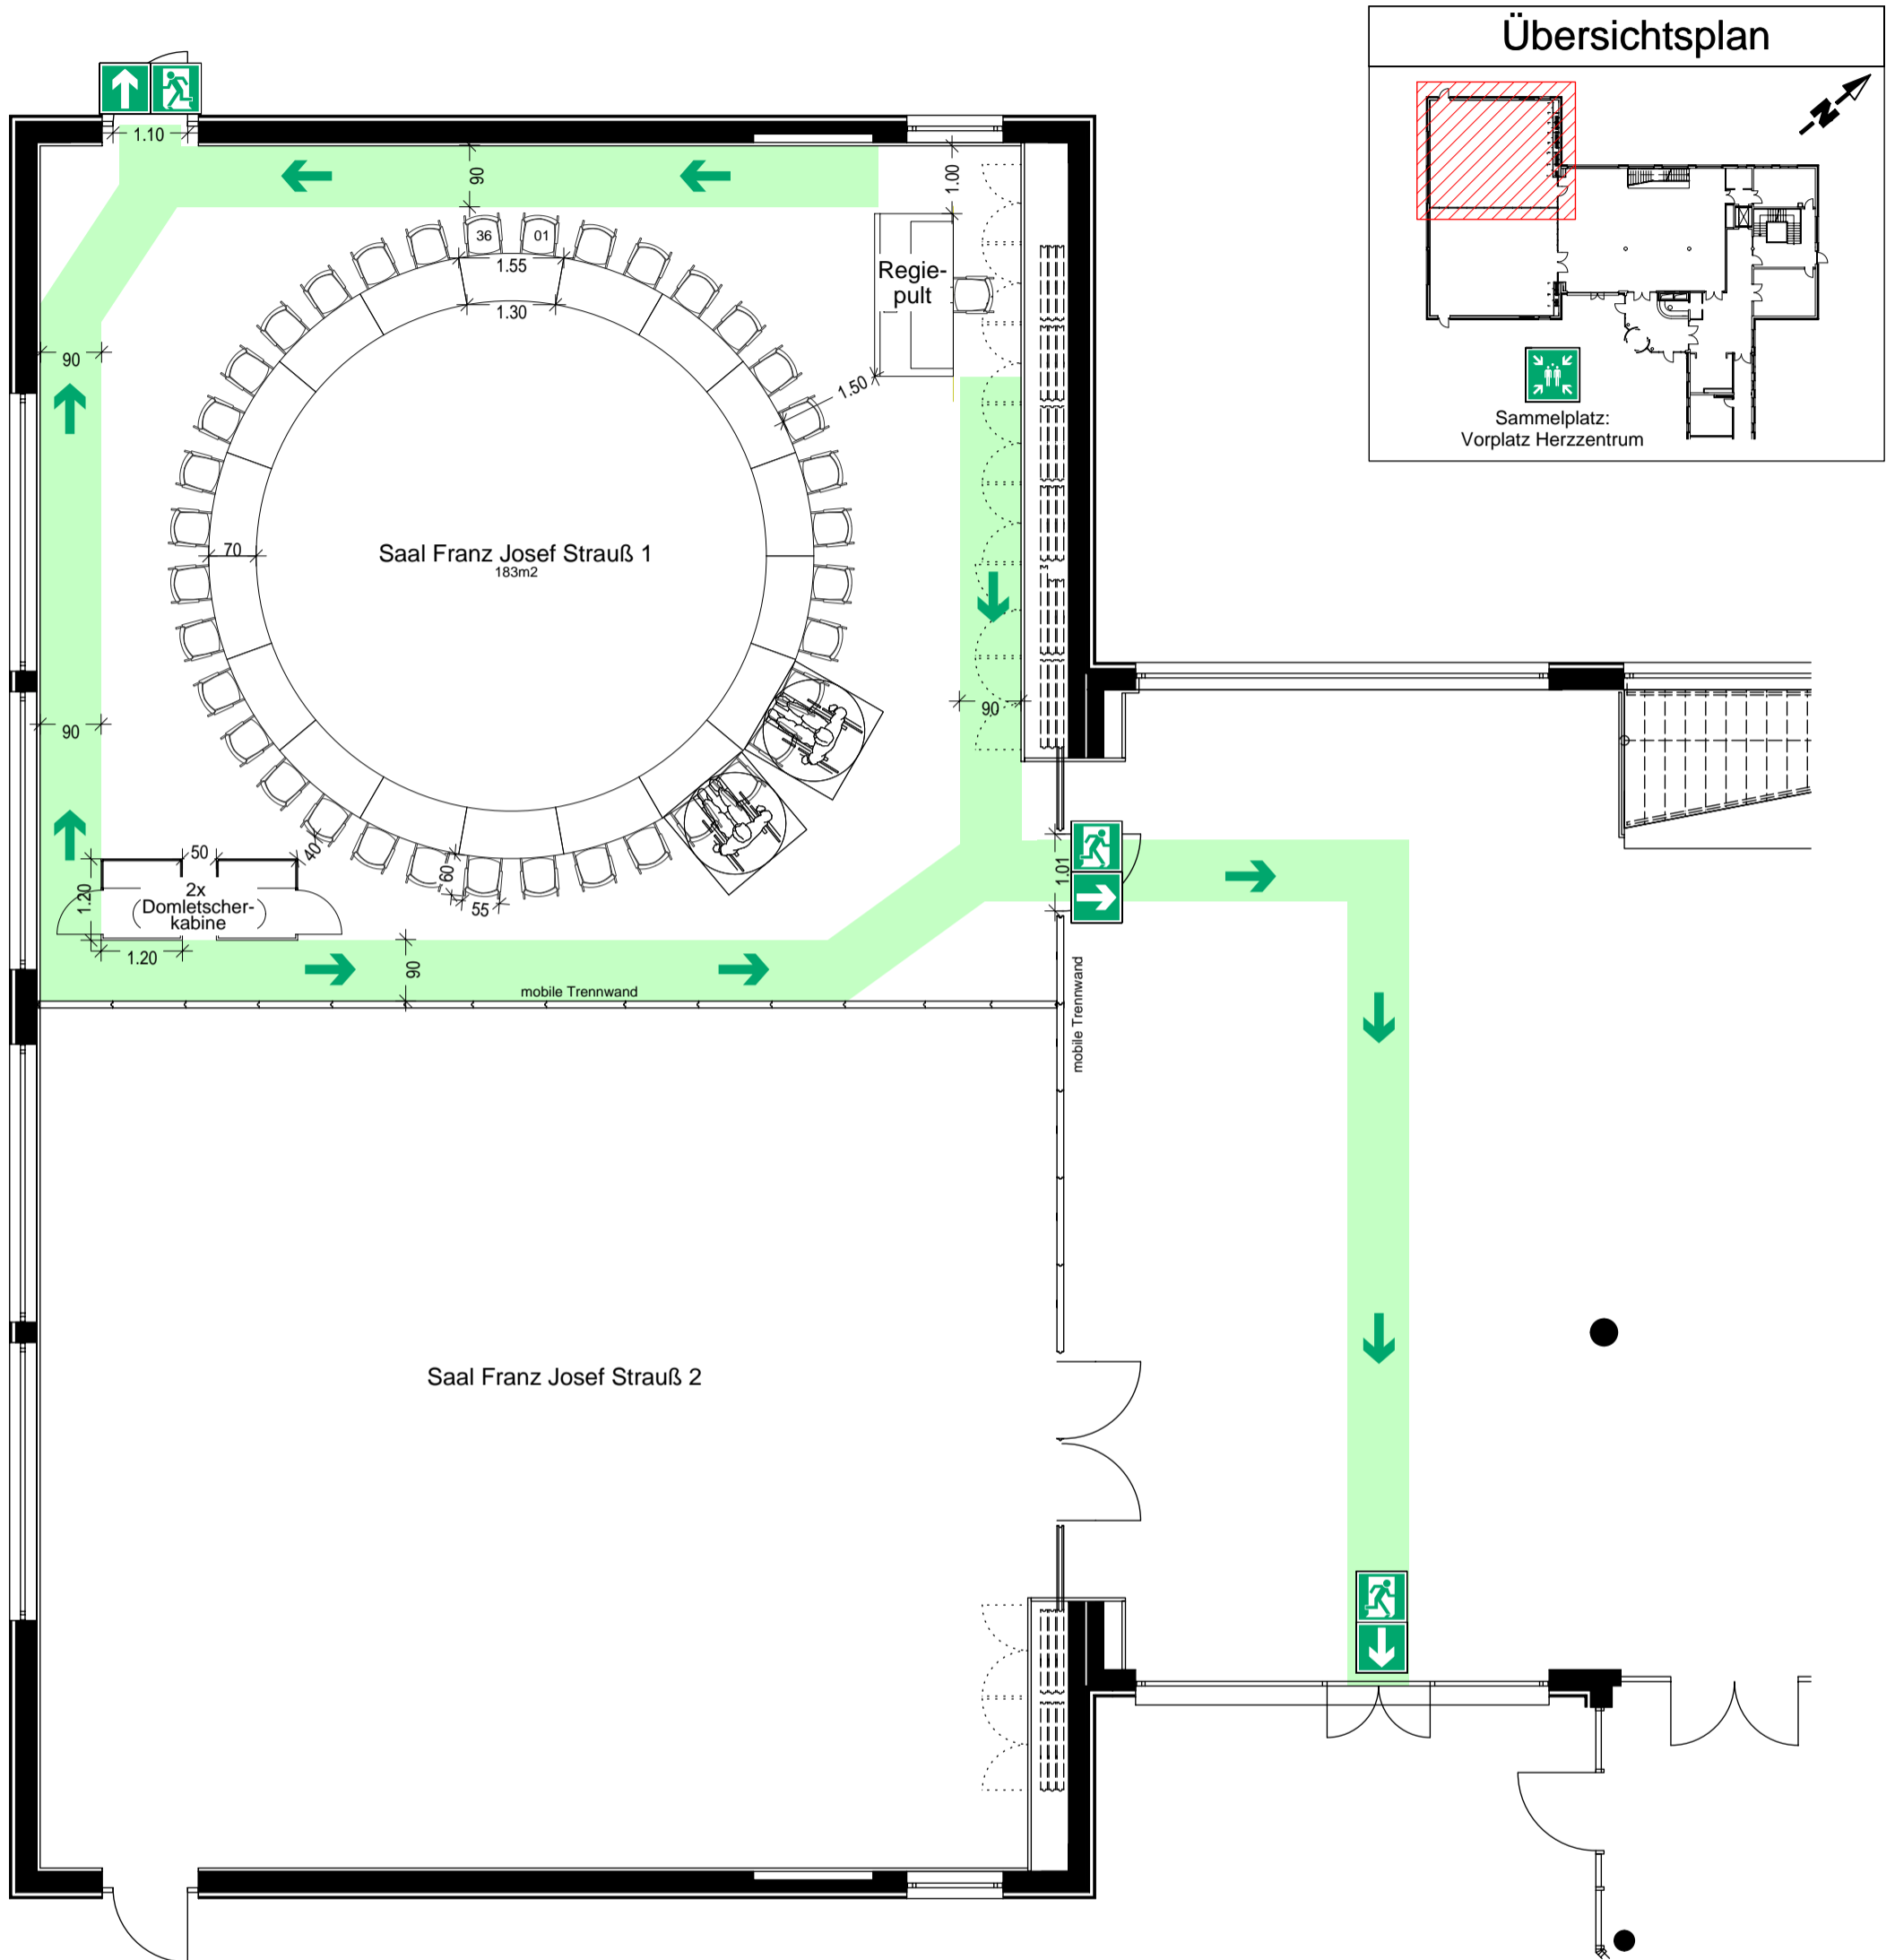 Übersichtsplan
N
Sammelplatz:
Vorplatz Herzzentrum
1.10
90
1.00
36
01
1.55
1.30
Regie-
pult
90
1.50
70
Saal Franz Josef Strauß 1
183m2
90
90
50
40
1.20
2x
(Domletscher-)
kabine
60
55
1.20
90
1.01
mobile Trennwand
mobile Trennwand
Saal Franz Josef Strauß 2